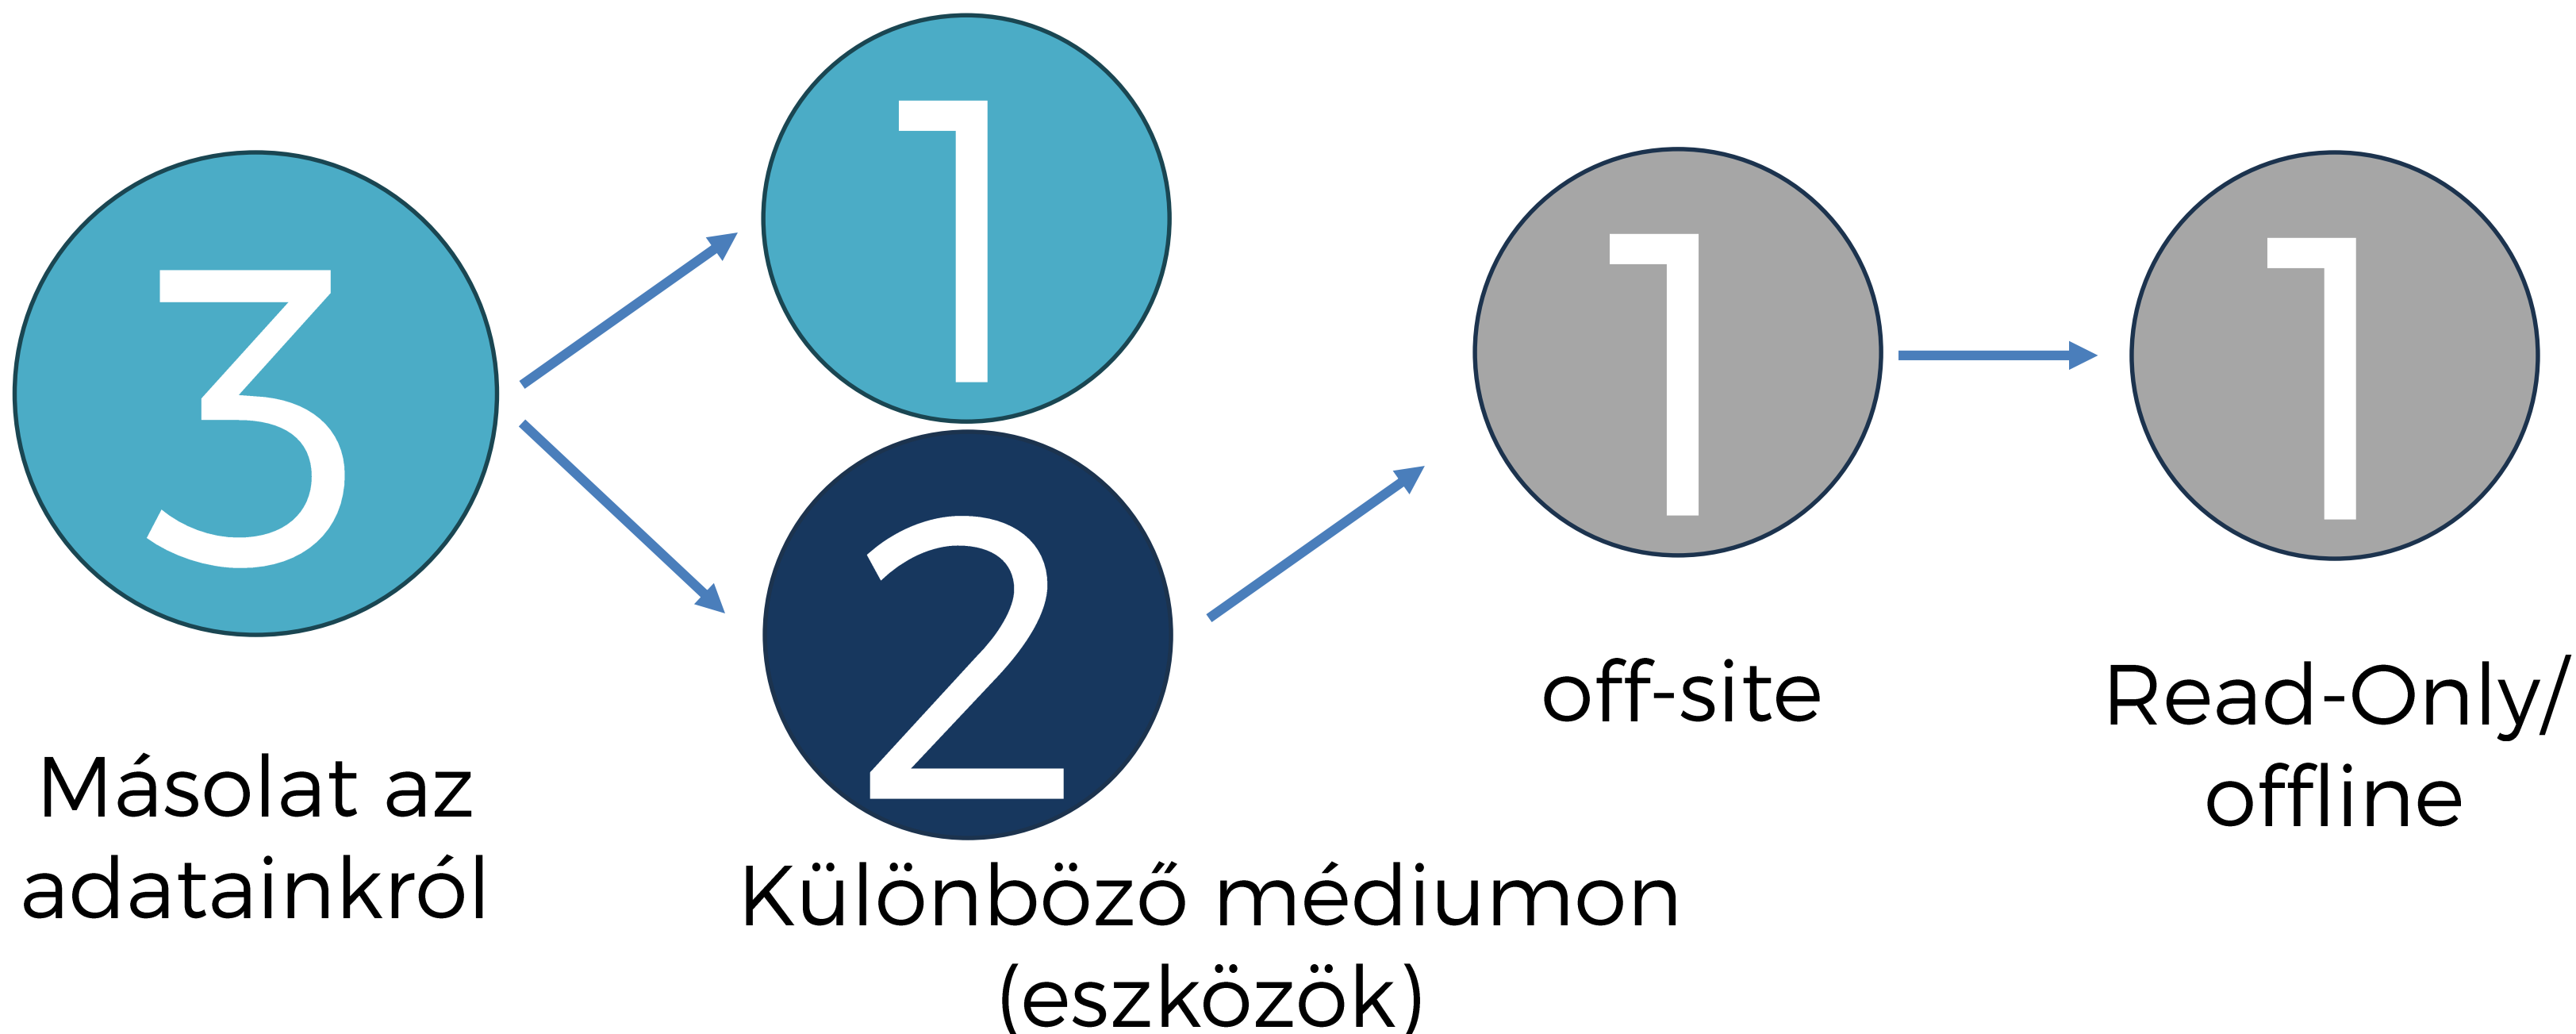 3
Másolat az
adatainkról
1
2
Különböző médiumon
(eszközök)
1
off-site
1
Read-Only/
offline